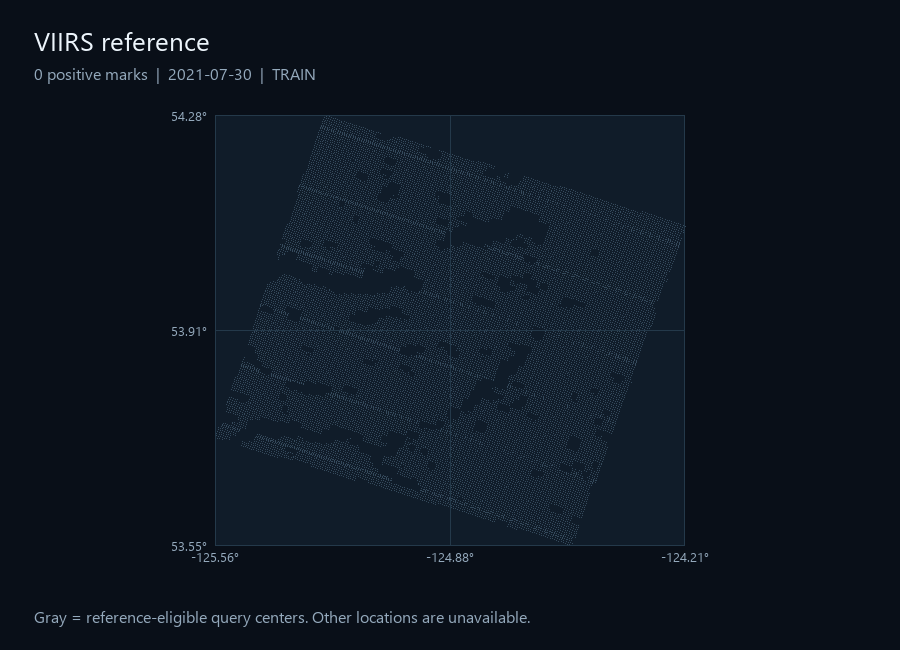 VIIRS reference
0 positive marks | 2021-07-30 | TRAIN
54.28°
53.91°
53.55°
-125.56° -124.88° -124.21°
Gray = reference-eligible query centers. Other locations are unavailable.